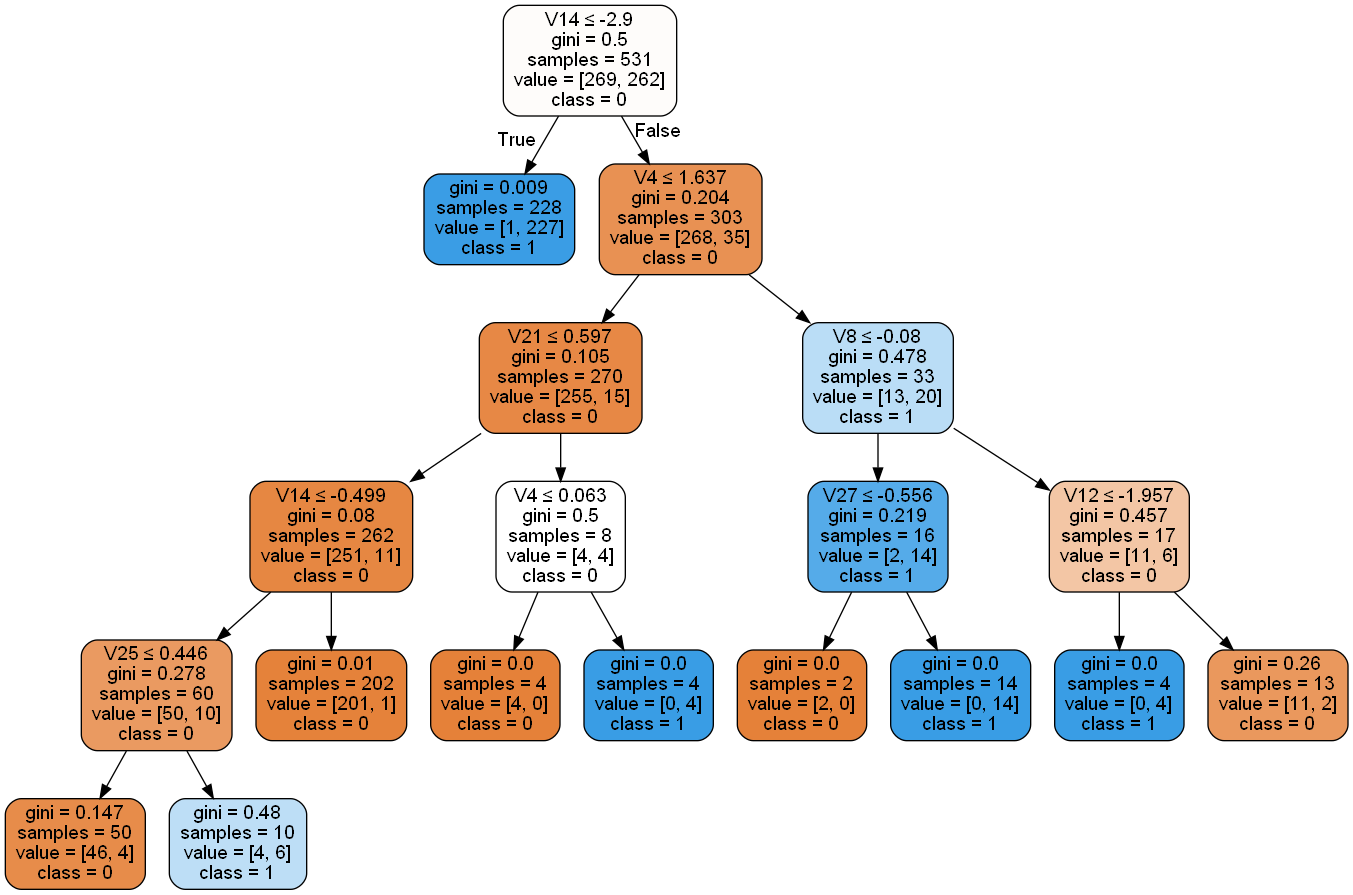 V14 ≤ -2.9
gini = 0.5
samples = 531
value = [269, 262]
class = 0
True
False
gini = 0.009
samples = 228
value = [1, 227]
class = 1
V4 ≤ 1.637
gini = 0.204
samples = 303
value = [268, 35]
class = 0
V21 ≤ 0.597
gini = 0.105
samples = 270
value = [255, 15]
class = 0
V8 ≤ -0.08
gini = 0.478
samples = 33
value = [13, 20]
class = 1
V14 ≤ -0.499
gini = 0.08
samples = 262
value = [251, 11]
class = 0
V4 ≤ 0.063
gini = 0.5
samples = 8
value = [4, 4]
class = 0
V27 ≤ -0.556
gini = 0.219
samples = 16
value = [2, 14]
class = 1
V12 ≤ -1.957
gini = 0.457
samples = 17
value = [11, 6]
class = 0
V25 ≤ 0.446
gini = 0.278
samples = 60
value = [50, 10]
class = 0
gini = 0.01
samples = 202
value = [201, 1]
class = 0
gini = 0.0
samples = 4
value = [4, 0]
class = 0
gini = 0.0
samples = 4
value = [0, 4]
class = 1
gini = 0.0
samples = 2
value = [2, 0]
class = 0
gini = 0.0
samples = 14
value = [0, 14]
class = 1
gini = 0.0
samples = 4
value = [0, 4]
class = 1
gini = 0.26
samples = 13
value = [11, 2]
class = 0
gini = 0.147
samples = 50
value = [46, 4]
class = 0
gini = 0.48
samples = 10
value = [4, 6]
class = 1